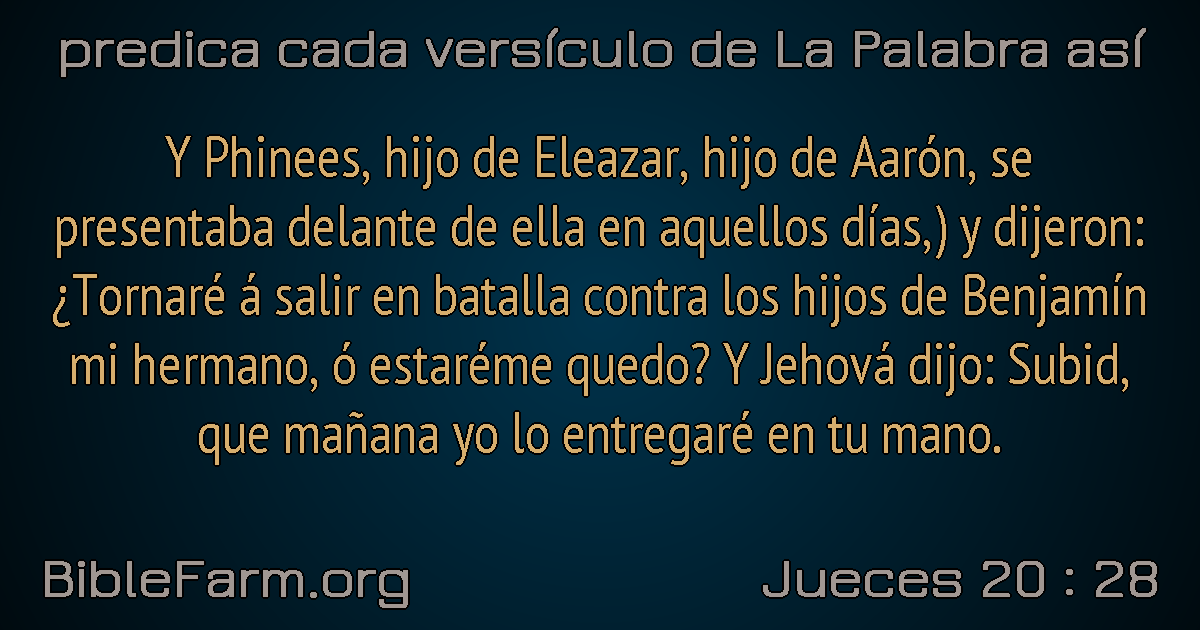 predica cada versículo de La Palabra así
Y Phinees, hijo de Eleazar, hijo de Aarón, se
presentaba delante de ella en aquellos días,) y dijeron:
¿Tornaré á salir en batalla contra los hijos de Benjamín
mi hermano, ó estaréme quedo? Y Jehová dijo: Subid,
que mañana yo lo entregaré en tu mano.
BibleFarm.org
Jueces 20 : 28